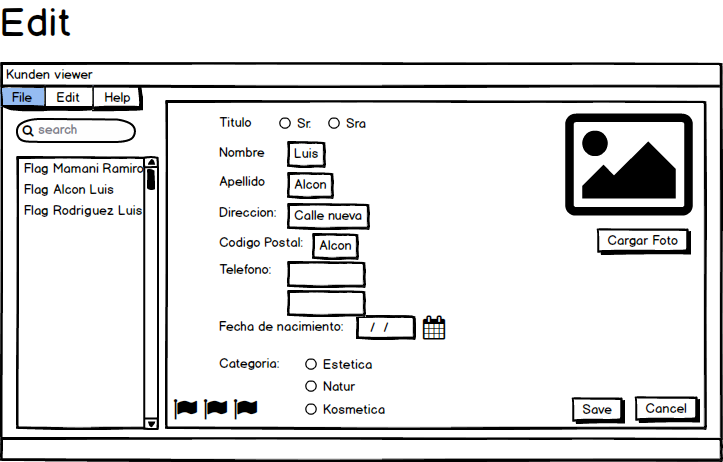 Edit
Kunden viewer
File Edit Help
search
Flag Mamani Ramiro
Flag Alcon Luis
Flag Rodriguez Luis
Titulo Sr. Sra
Nombre Luis
Apellido Alcon
Direccion: Calle nueva
Codigo Postal: Alcon
Telefono:
Fecha de nacimiento: / /
Categoria: Estetica
Natur
Kosmetica
Cargar Foto
Save Cancel